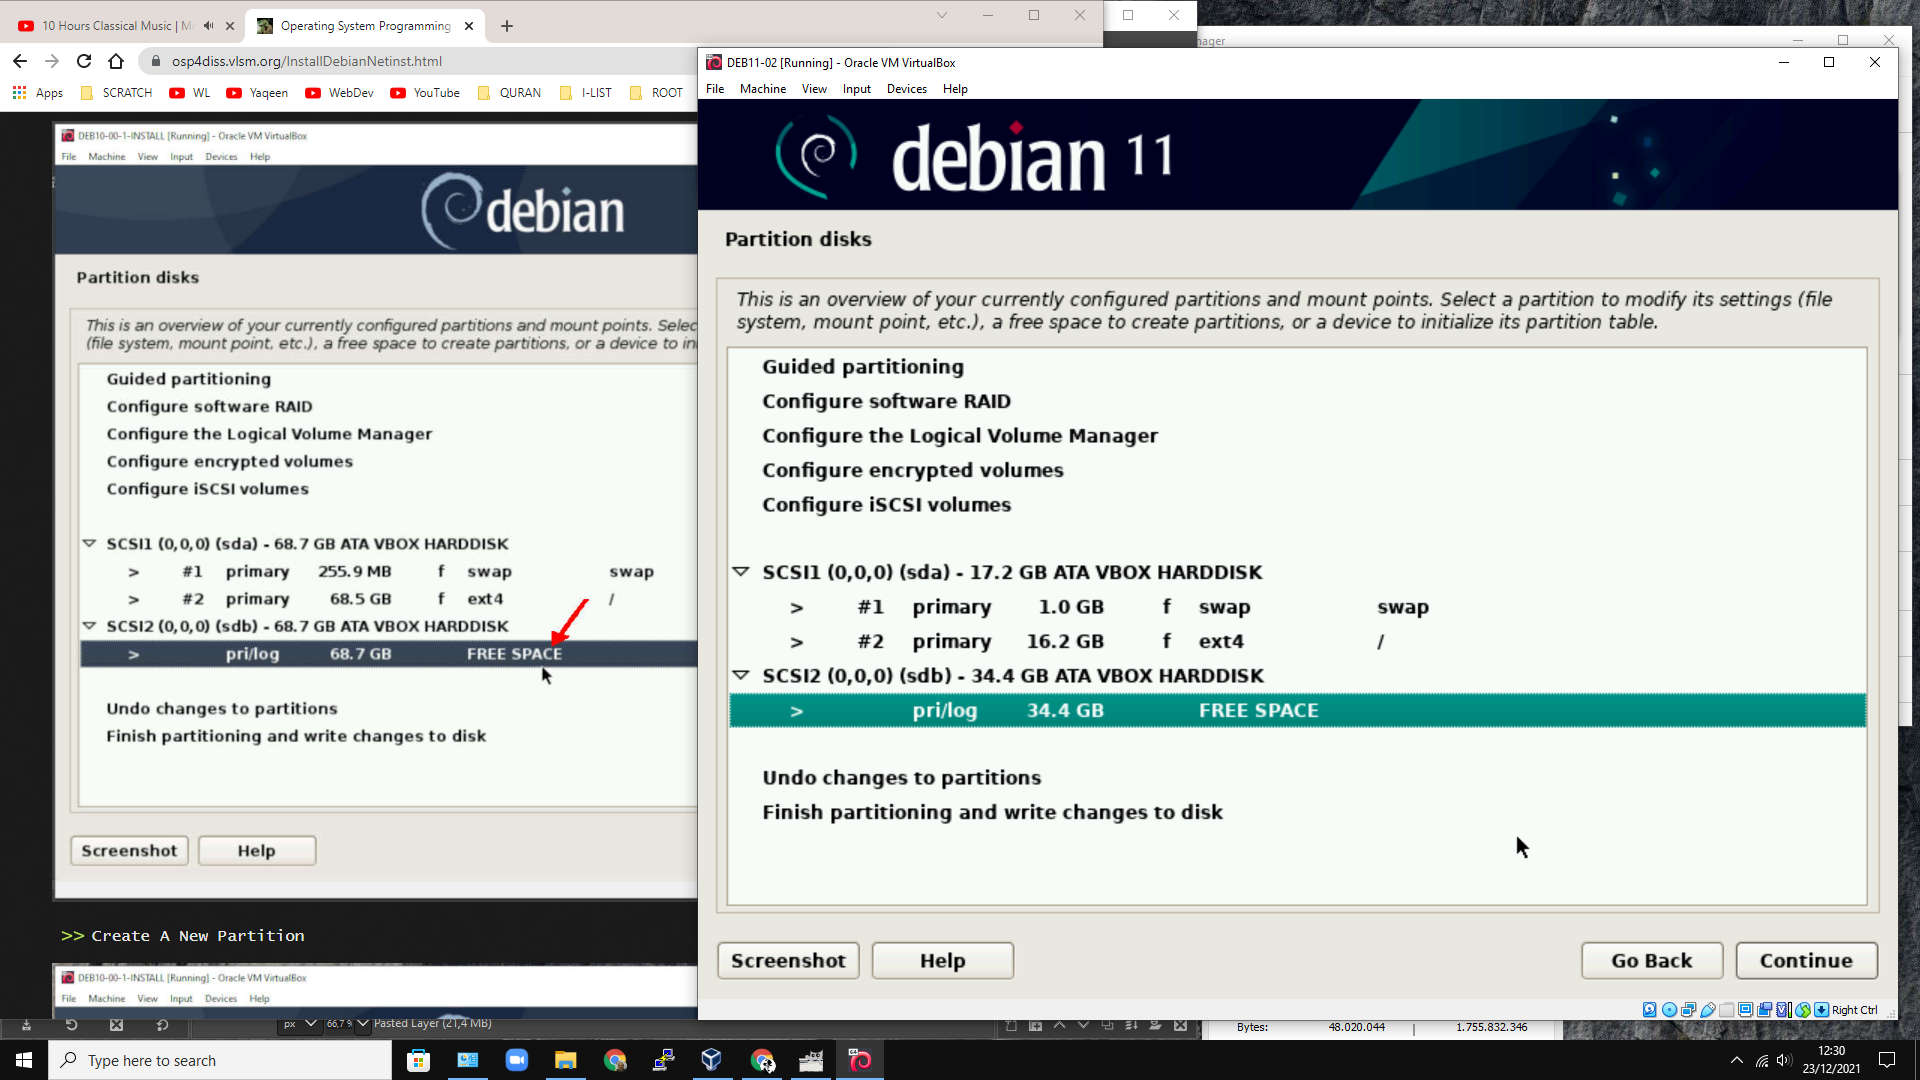 10 Hours Classical Music | M
Operating System Programming
osp4diss.vlsm.org/InstallDebianNetinst.html
Apps SCRATCH WL Yaqeen WebDev YouTube QURAN I-LIST ROOT
DEB10-00-1-INSTALL [Running] - Oracle VM VirtualBox
File Machine View Input Devices Help
debian
Partition disks
This is an overview of your currently configured partitions and mount points. Selec
(file system, mount point, etc.), a free space to create partitions, or a device to in
Guided partitioning
Configure software RAID
Configure the Logical Volume Manager
Configure encrypted volumes
Configure iSCSI volumes
SCSI1 (0,0,0) (sda) - 68.7 GB ATA VBOX HARDDISK
> #1 primary 255.9 MB f swap swap
> #2 primary 68.5 GB f ext4 /
SCSI2 (0,0,0) (sdb) - 68.7 GB ATA VBOX HARDDISK
> pri/log 68.7 GB FREE SPACE
Undo changes to partitions
Finish partitioning and write changes to disk
Screenshot Help
>> Create A New Partition
DEB10-00-1-INSTALL [Running] - Oracle VM VirtualBox
File Machine View Input Devices Help
px 66,7 Pasted Layer (21,4 MB)
nager
DEB11-02 [Running] - Oracle VM VirtualBox
File Machine View Input Devices Help
debian 11
Partition disks
This is an overview of your currently configured partitions and mount points. Select a partition to modify its settings (file
system, mount point, etc.), a free space to create partitions, or a device to initialize its partition table.
Guided partitioning
Configure software RAID
Configure the Logical Volume Manager
Configure encrypted volumes
Configure iSCSI volumes
SCSI1 (0,0,0) (sda) - 17.2 GB ATA VBOX HARDDISK
> #1 primary 1.0 GB f swap swap
> #2 primary 16.2 GB f ext4 /
SCSI2 (0,0,0) (sdb) - 34.4 GB ATA VBOX HARDDISK
> pri/log 34.4 GB FREE SPACE
Undo changes to partitions
Finish partitioning and write changes to disk
Screenshot Help Go Back Continue
Right Ctrl
Bytes: 48.020.044 | 1.755.832.346
Type here to search
12:30
23/12/2021